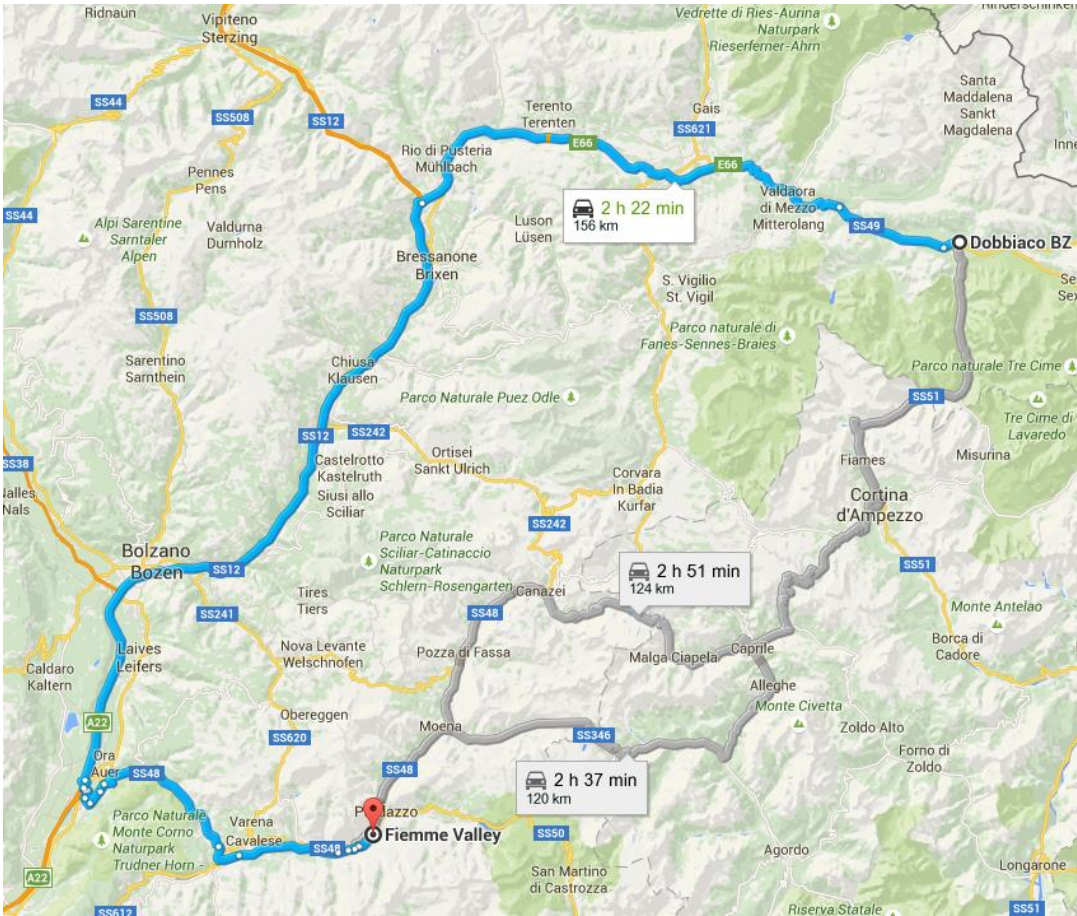 Ridnaun
Vipiteno
Sterzing
Vedrette di Ries-Aurina
Naturpark
Rieserferner-Ahrn
SS44
SS508
SS12
Terento
Terenten
E66
Gais
SS621
Santa
Maddalena
Sankt
Magdalena
Inne
Rio di Pusteria
Mühlbach
E66
Pennes
Pens
2 h 22 min
156 km
Valdaora
di Mezzo
Mitterolang
SS44
Alpi Sarentine
Sarntaler
Alpen
Valdurna
Durnholz
Luson
Lüsen
SS49
Dobbiaco BZ
Bressanone
Brixen
S. Vigilio
St. Vigil
Se
Sex
SS508
Parco naturale di
Fanes-Sennes-Braies
Sarentino
Sarnthein
Chiusa
Klausen
Parco naturale Tre Cime
Parco Naturale Puez Odle
SS51
Tre Cime di
Lavaredo
SS12
SS242
SS38
Castelrotto
Kastelruth
Siusi allo
Sciliar
Ortisei
Sankt Ulrich
Corvara
In Badia
Kurfar
Fiames
Misurina
Nalles
Nals
Cortina
d'Ampezzo
SS242
Bolzano
Bozen
Parco Naturale
Sciliar-Catinaccio
Naturpark
Schlern-Rosengarten
SS12
2 h 51 min
124 km
SS51
Tires
Tiers
Canazei
SS241
SS48
Monte Antelao
Laives
Leifers
Nova Levante
Welschnofen
Pozza di Fassa
Malga Ciapela
Caprile
Borca di
Cadore
Caldaro
Kaltern
Alleghe
Monte Civetta
A22
Obereggen
Moena
SS346
Zoldo Alto
SS620
Forno di
Zoldo
Ora
Auer
SS48
SS48
2 h 37 min
120 km
Parco Naturale
Monte Corno
Naturpark
Trudner Horn -
Varena
Cavalese
SS48
Fiemme Valley
SS50
Agordo
Longarone
A22
San Martino
di Castrozza
SS612
Riserva Statale
SS51